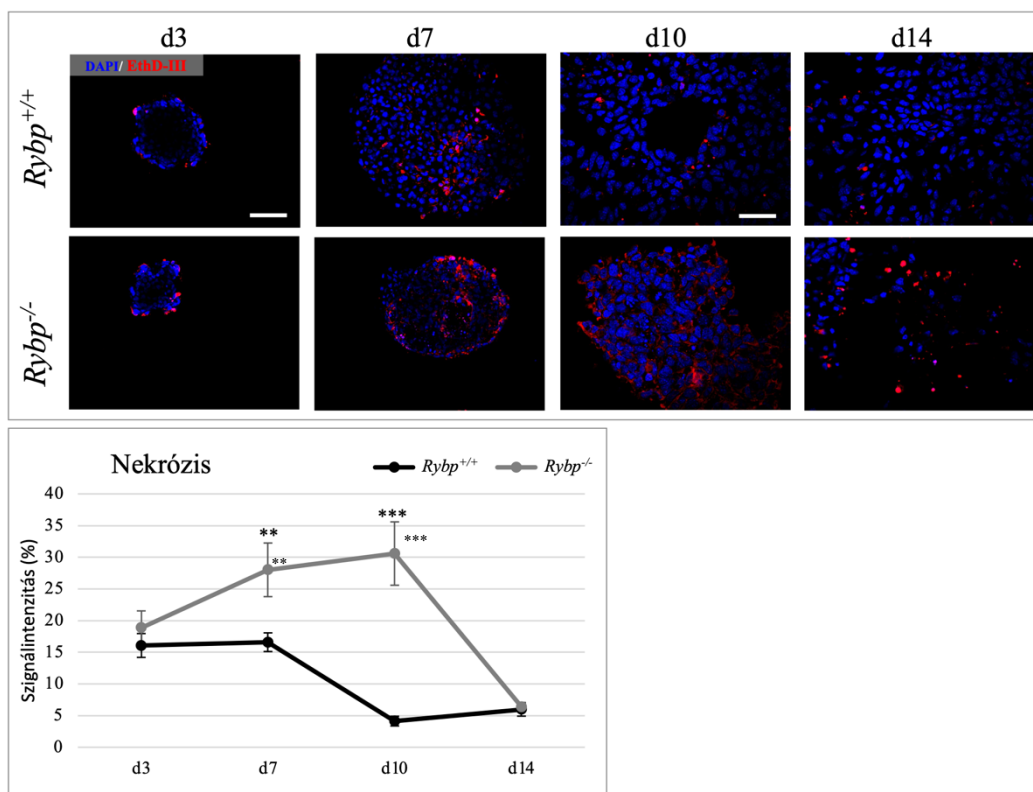 d3 d7 d10 d14
DAPI/ EthD-III
Rybp+/+
Rybp-/-
Nekrózis
Rybp+/+ Rybp-/-
Szignálintenzitás (%)
40
35
30
25
20
15
10
5
0
**
**
***
***
d3 d7 d10 d14